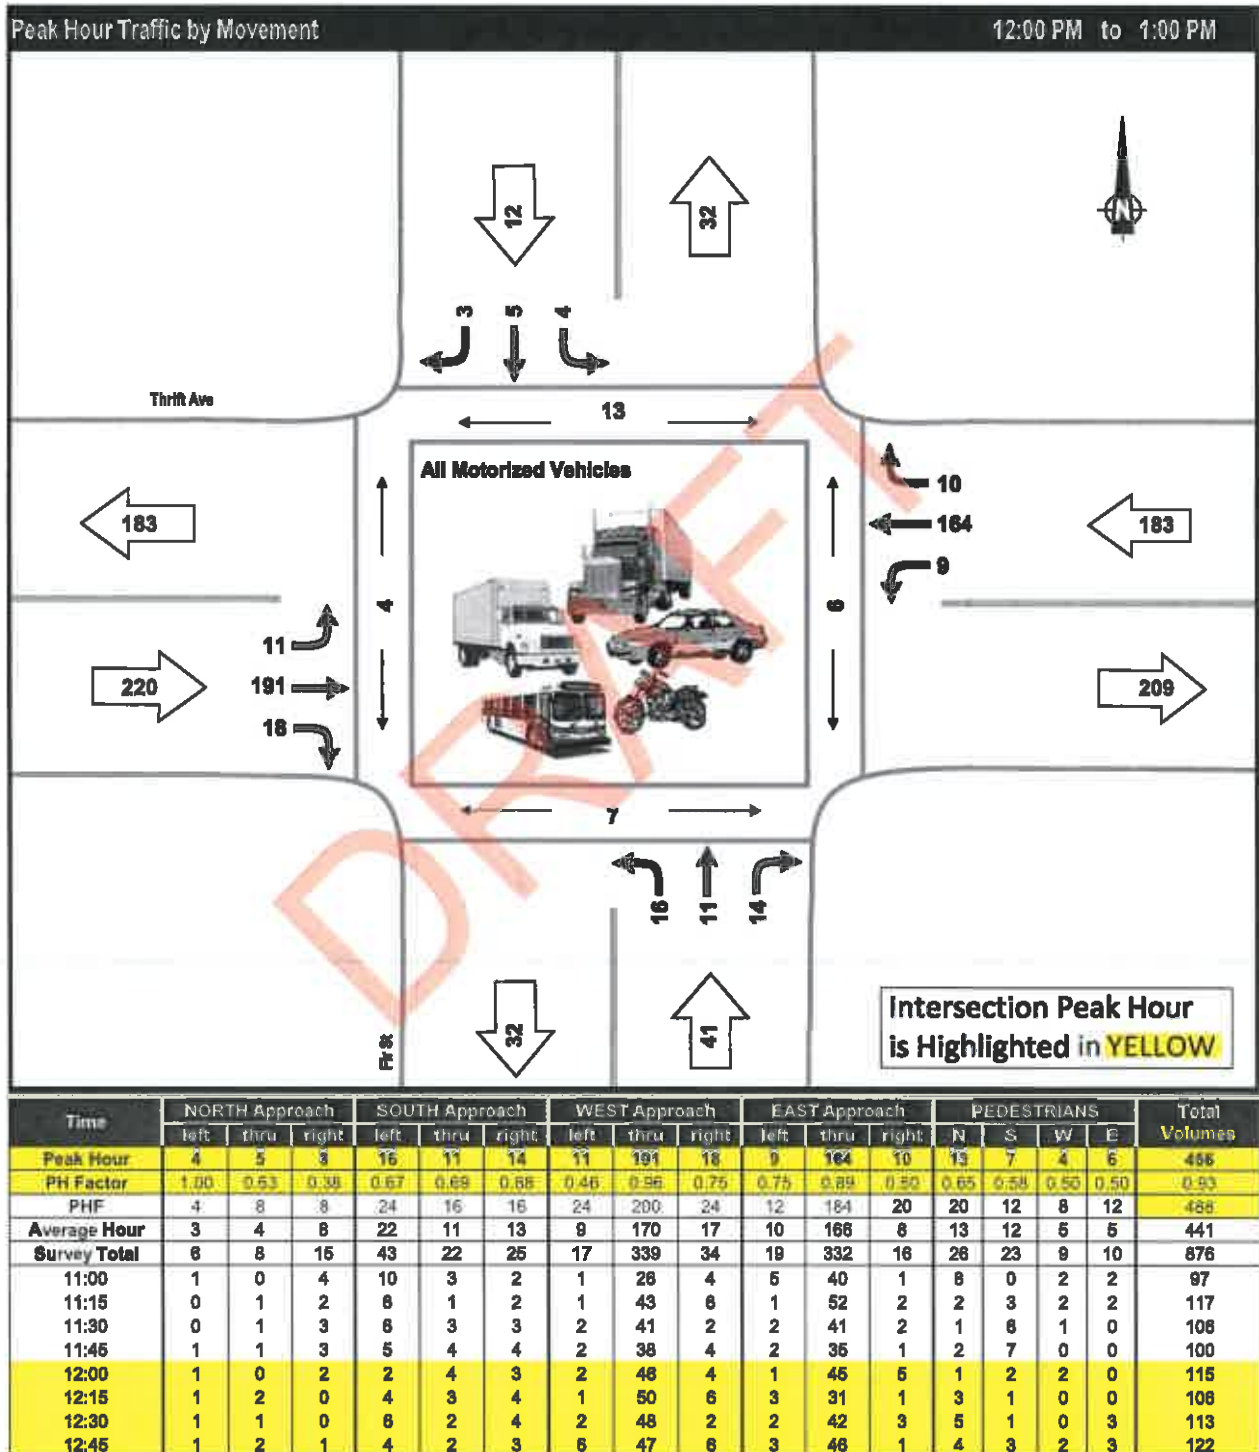 Peak Hour Traffic by Movement 12:00 PM to 1:00 PM
12 32
N
3 5 4
Thrift Ave
13
All Motorized Vehicles
10
183 164 183
9
4 6
11
220 191 209
18
7
16 11 14
Fir St
32 41
Intersection Peak Hour
is Highlighted in YELLOW
DRAFT
Time NORTH Approach SOUTH Approach WEST Approach EAST Approach PEDESTRIANS Total
left thru right left thru right left thru right left thru right N S W E Volumes
Peak Hour 4 5 3 16 11 14 11 191 18 9 164 10 13 7 4 6 456
PH Factor 1.00 0.63 0.38 0.67 0.69 0.88 0.46 0.96 0.75 0.75 0.89 0.50 0.65 0.58 0.50 0.50 0.93
PHF 4 8 8 24 16 16 24 200 24 12 184 20 20 12 8 12 488
Average Hour 3 4 8 22 11 13 9 170 17 10 166 8 13 12 5 5 441
Survey Total 6 8 15 43 22 25 17 339 34 19 332 16 26 23 9 10 876
11:00 1 0 4 10 3 2 1 26 4 5 40 1 8 0 2 2 97
11:15 0 1 2 6 1 2 1 43 6 1 52 2 2 3 2 2 117
11:30 0 1 3 6 3 3 2 41 2 2 41 2 1 6 1 0 106
11:45 1 1 3 5 4 4 2 38 4 2 35 1 2 7 0 0 100
12:00 1 0 2 2 4 3 2 46 4 1 45 5 1 2 2 0 115
12:15 1 2 0 4 3 4 1 50 6 3 31 1 3 1 0 0 106
12:30 1 1 0 6 2 4 2 48 2 2 42 3 5 1 0 3 113
12:45 1 2 1 4 2 3 6 47 6 3 46 1 4 3 2 3 122